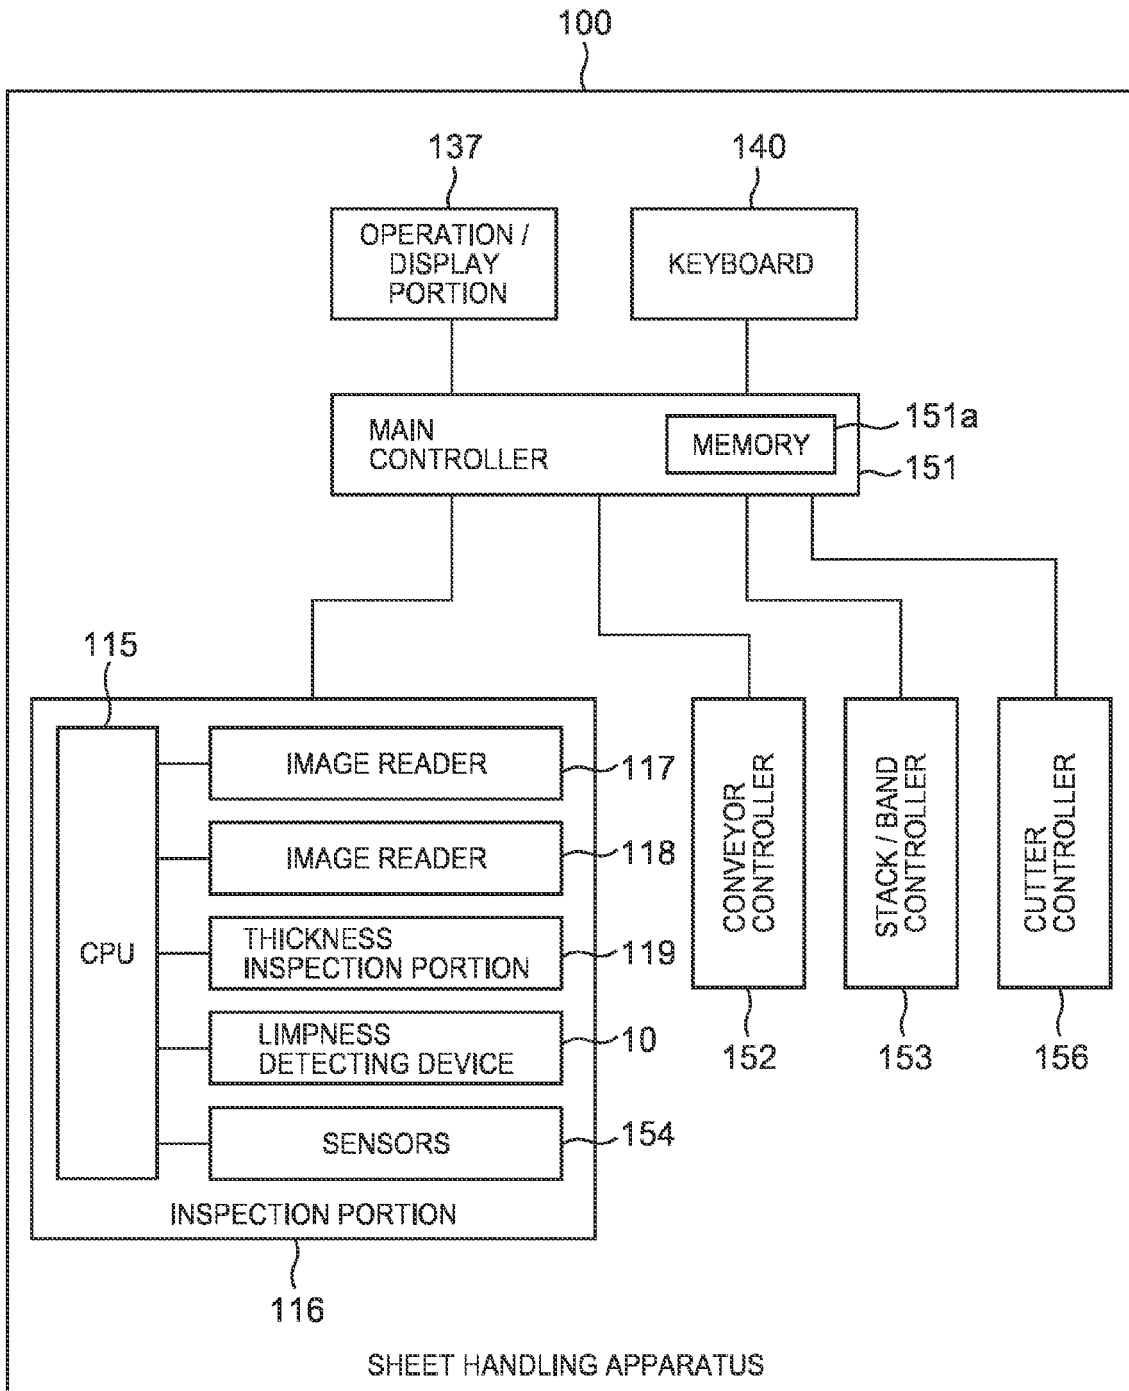 100
137
140
OPERATION /
DISPLAY
PORTION
KEYBOARD
MAIN
CONTROLLER
MEMORY
151a
151
115
CPU
IMAGE READER
117
IMAGE READER
118
THICKNESS
INSPECTION PORTION
119
LIMPNESS
DETECTING DEVICE
10
SENSORS
154
INSPECTION PORTION
116
CONVEYOR
CONTROLLER
152
STACK / BAND
CONTROLLER
153
CUTTER
CONTROLLER
156
SHEET HANDLING APPARATUS